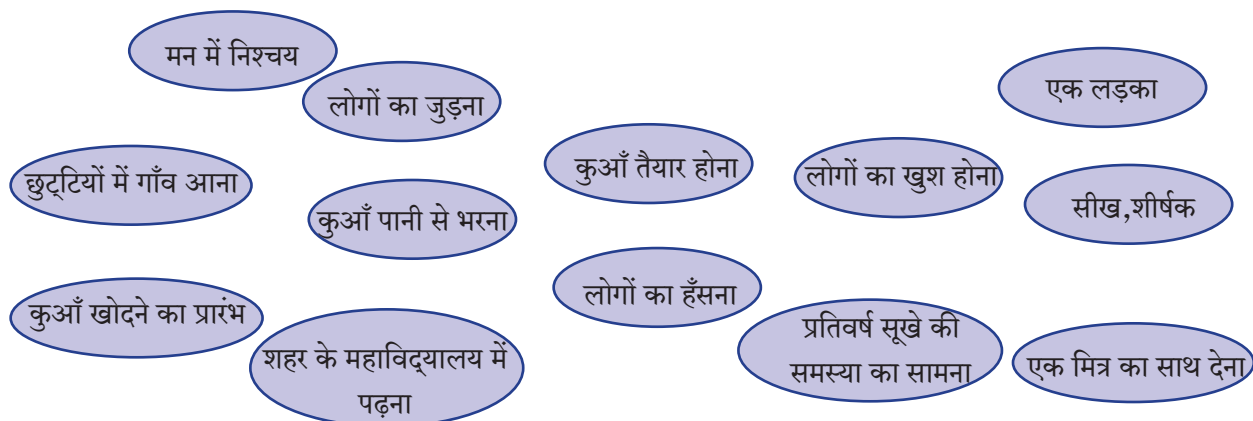 मन में निश्चय
लोगों का जुड़ना
एक लड़का
छुट्टियों में गाँव आना
कुआँ तैयार होना
लोगों का खुश होना
कुआँ पानी से भरना
सीख,शीर्षक
कुआँ खोदने का प्रारंभ
लोगों का हँसना
शहर के महाविद्यालय में
पढ़ना
प्रतिवर्ष सूखे की
समस्या का सामना
एक मित्र का साथ देना